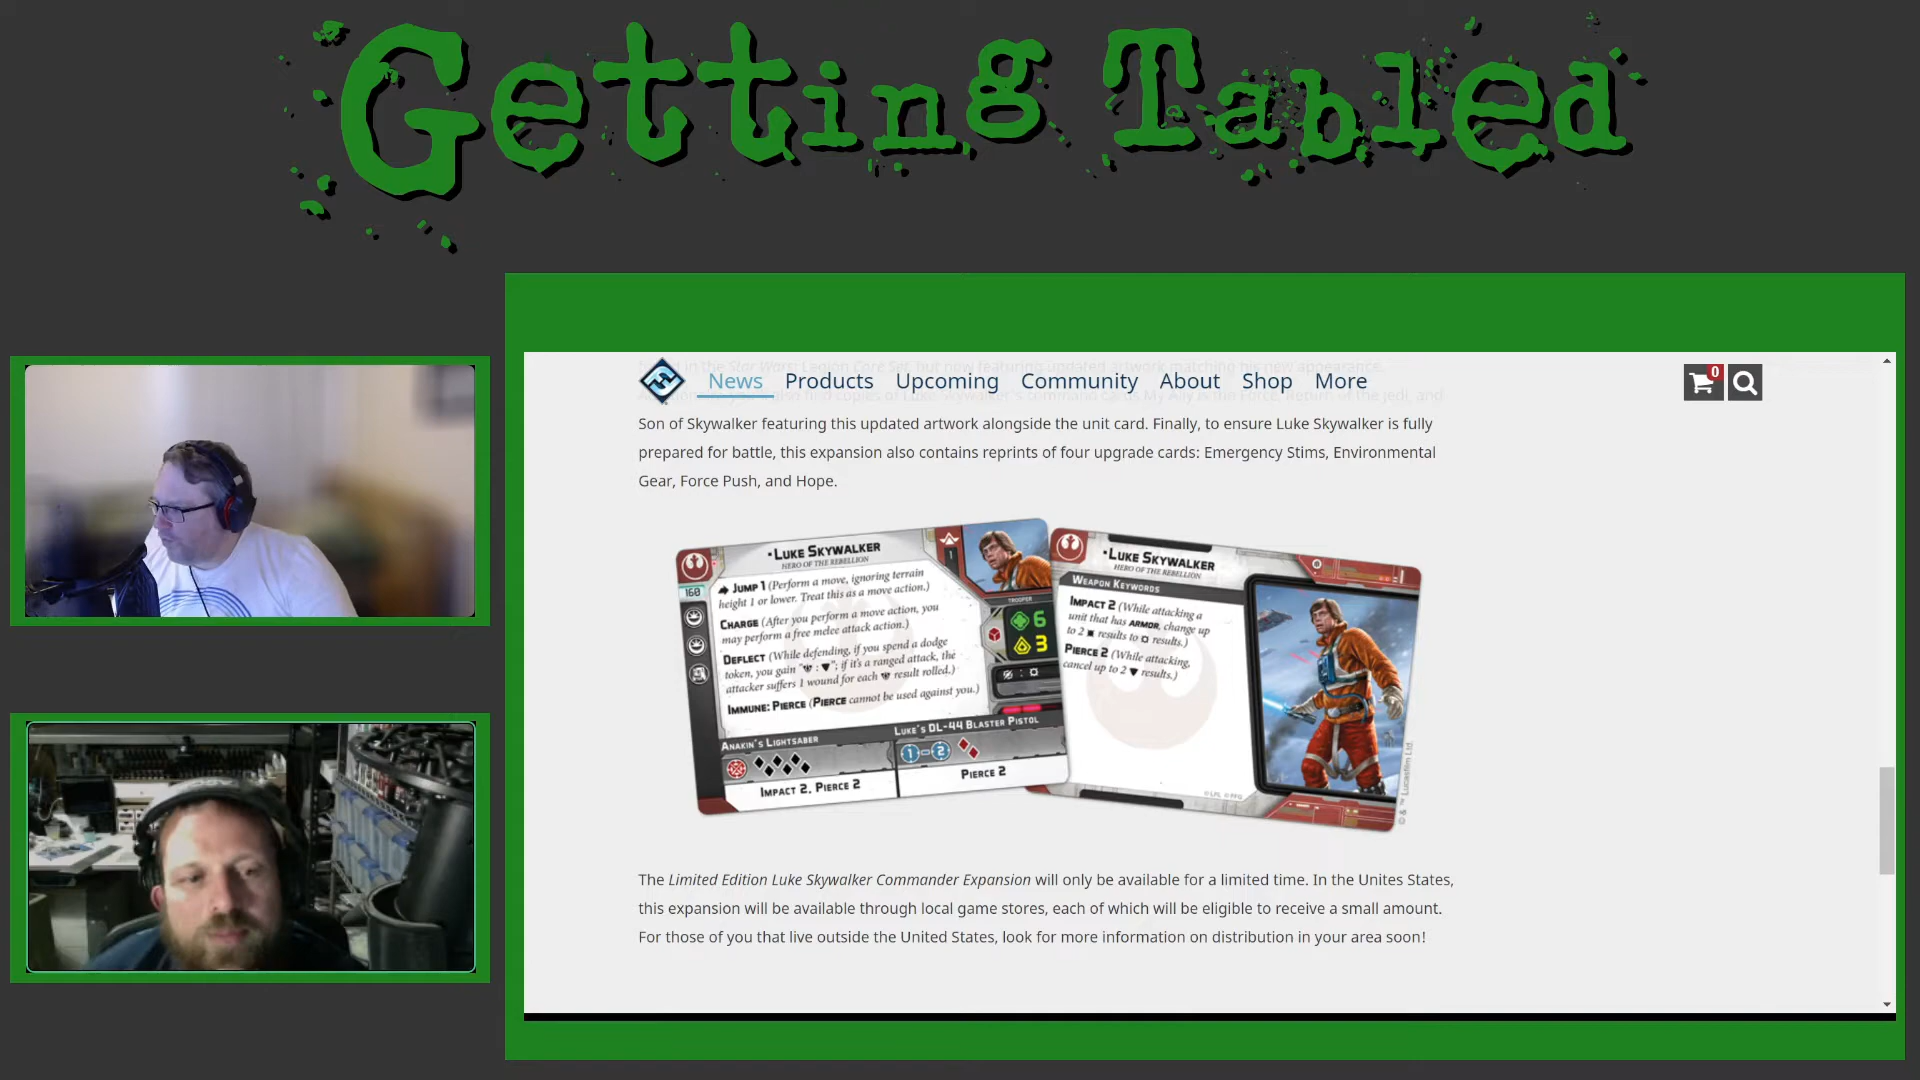 Getting Tabled
News Products Upcoming Community About Shop More
0
Son of Skywalker featuring this updated artwork alongside the unit card. Finally, to ensure Luke Skywalker is fully
prepared for battle, this expansion also contains reprints of four upgrade cards: Emergency Stims, Environmental
Gear, Force Push, and Hope.
•LUKE SKYWALKER
HERO OF THE REBELLION
160
JUMP 1 (Perform a move, ignoring terrain
height 1 or lower. Treat this as a move action.)
CHARGE (After you perform a move action, you
may perform a free melee attack action.)
DEFLECT (While defending, if you spend a dodge
token, you gain " : "; if it's a ranged attack, the
attacker suffers 1 wound for each result rolled.)
IMMUNE: PIERCE (PIERCE cannot be used against you.)
1
TROOPER
6
3
ANAKIN'S LIGHTSABER
IMPACT 2, PIERCE 2
LUKE'S DL-44 BLASTER PISTOL
1 - 2
PIERCE 2
•LUKE SKYWALKER
HERO OF THE REBELLION
WEAPON KEYWORDS
IMPACT 2 (While attacking a
unit that has ARMOR, change up
to 2 results to results.)
PIERCE 2 (While attacking,
cancel up to 2 results.)
© LFL © FFG
© & ™ Lucasfilm Ltd.
The Limited Edition Luke Skywalker Commander Expansion will only be available for a limited time. In the Unites States,
this expansion will be available through local game stores, each of which will be eligible to receive a small amount.
For those of you that live outside the United States, look for more information on distribution in your area soon!